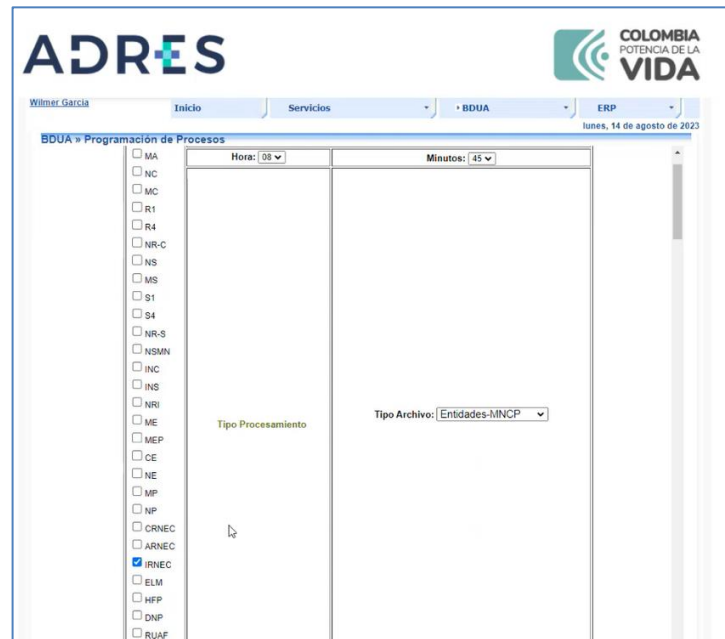 ADRES
COLOMBIA
POTENCIA DE LA
VIDA
Wilmer Garcia
Inicio Servicios BDUA ERP
lunes, 14 de agosto de 2023
BDUA » Programación de Procesos
MA
Hora: 08 Minutos: 45
NC
MC
R1
R4
NR-C
NS
MS
S1
S4
NR-S
NSMN
INC
INS
NRI
ME
Tipo Procesamiento
Tipo Archivo: Entidades-MNCP
MEP
CE
NE
MP
NP
CRNEC
ARNEC
IRNEC
ELM
HFP
DNP
RUAF